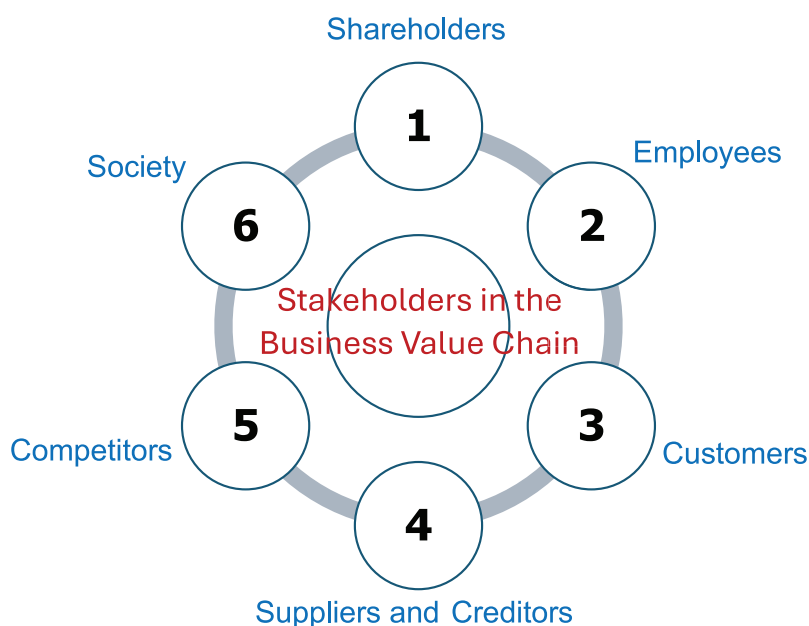 Shareholders
1
Employees
2
Society
6
Stakeholders in the
Business Value Chain
3
Customers
5
Competitors
4
Suppliers and Creditors